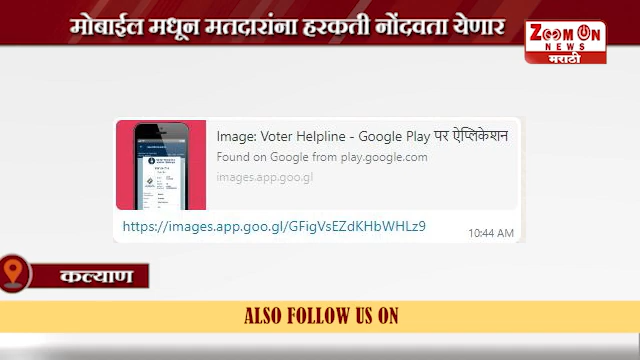 मोबाईल मधून मतदारांना हरकती नोंदवता येणार
ZOOM ON
NEWS
मराठी
Image: Voter Helpline - Google Play पर ऐप्लिकेशन
Found on Google from play.google.com
images.app.goo.gl
https://images.app.goo.gl/GFigVsEZdKHbWHLz9
10:44 AM
कल्याण
ALSO FOLLOW US ON